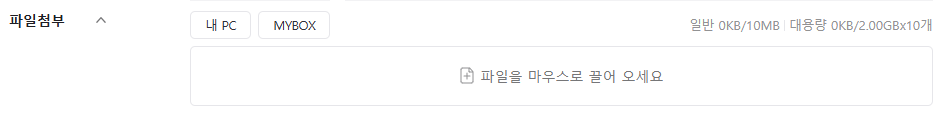 파일첨부
내 PC MYBOX 일반 0KB/10MB | 대용량 0KB/2.00GBx10개
파일을 마우스로 끌어 오세요